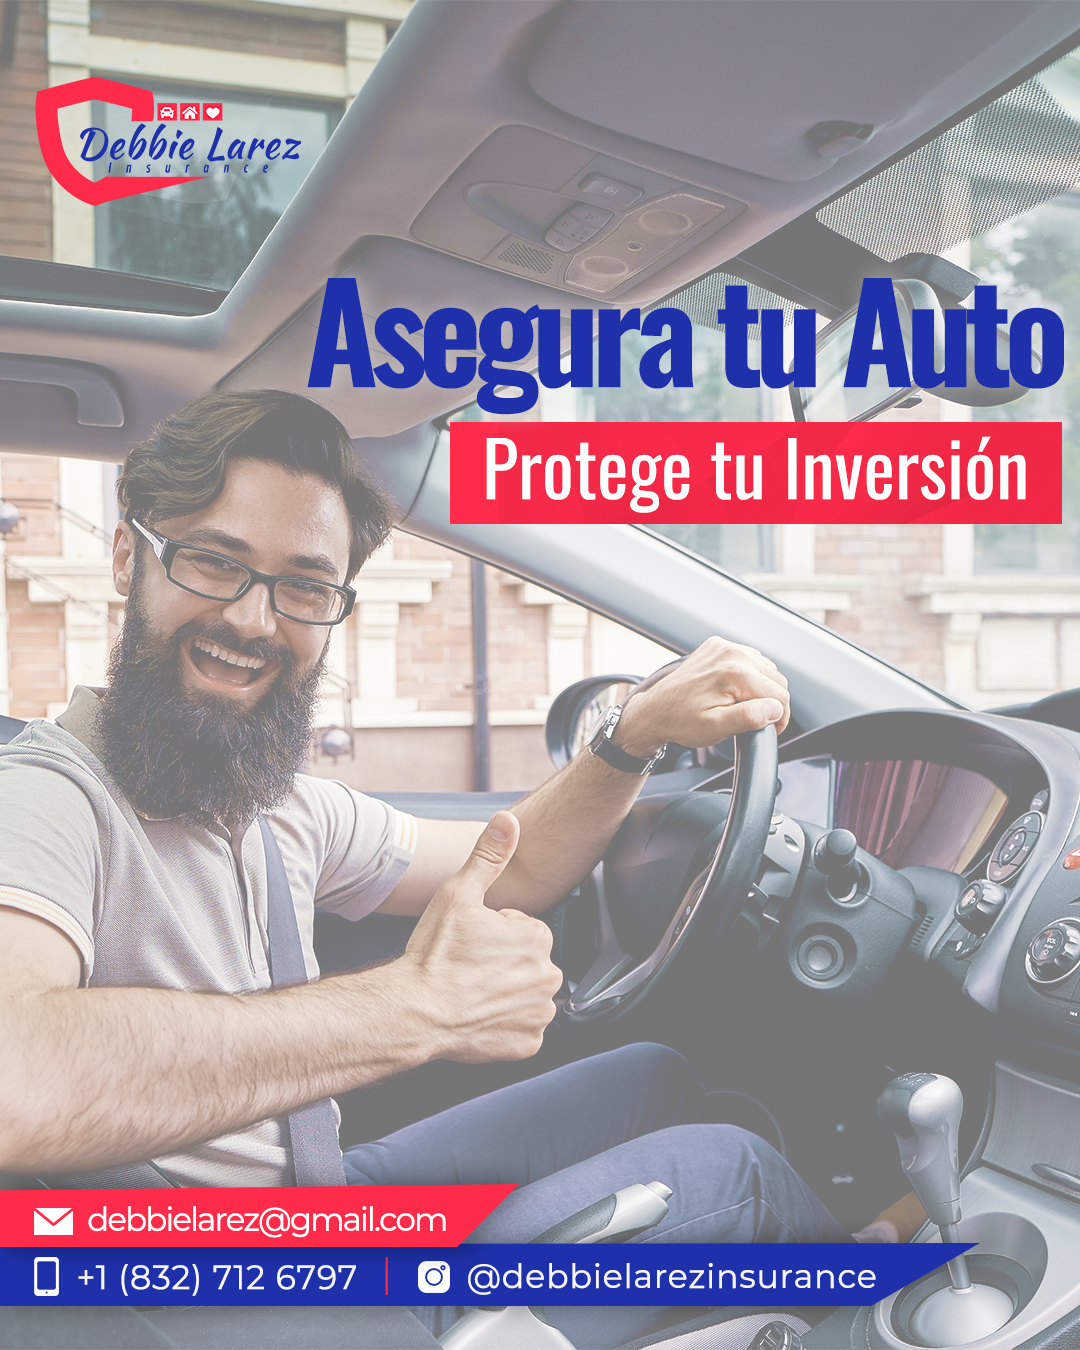 Debbie Larez
Insurance
Asegura tu Auto
Protege tu Inversión
debbielarez@gmail.com
+1 (832) 712 6797
@debbielarezinsurance